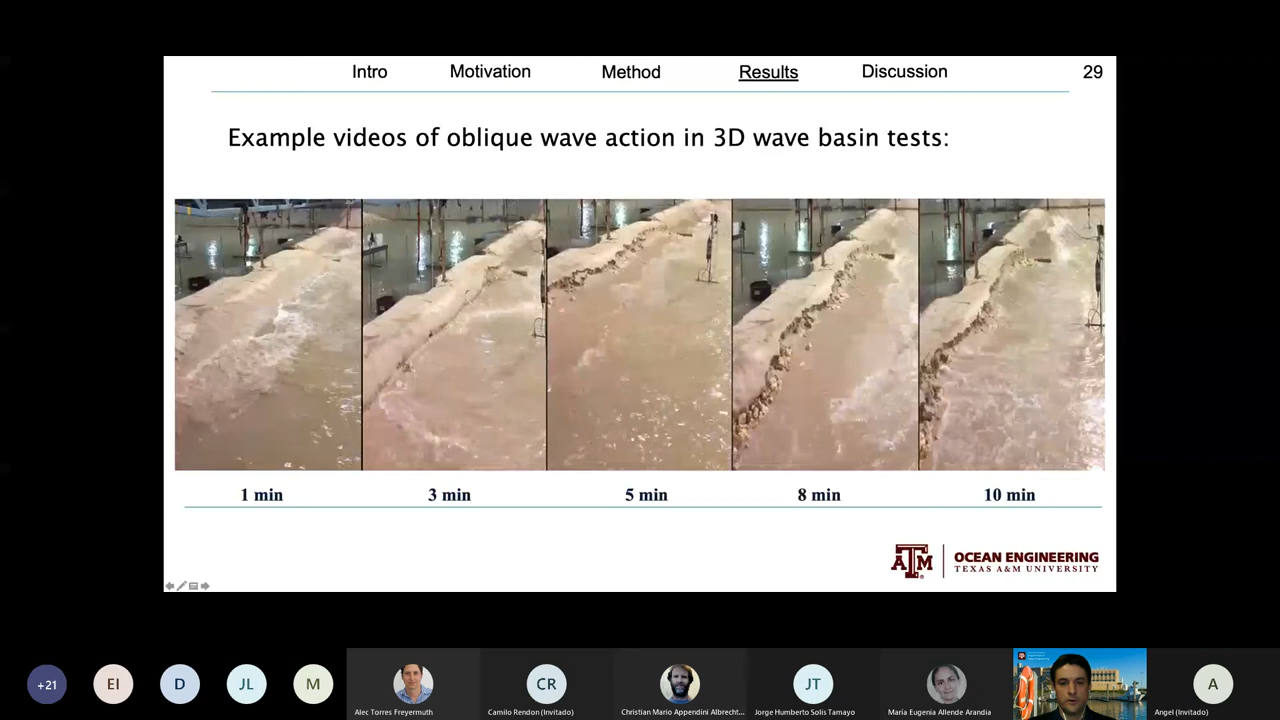 Intro Motivation Method Results Discussion 29
Example videos of oblique wave action in 3D wave basin tests:
1 min 3 min 5 min 8 min 10 min
ATM OCEAN ENGINEERING
TEXAS A&M UNIVERSITY
+21 EI D JL M CR JT A
Alec Torres Freyermuth Camilo Rendon (Invitado) Christian Mario Appendini Albrecht... Jorge Humberto Solis Tamayo María Eugenia Allende Arandia Angel (Invitado)